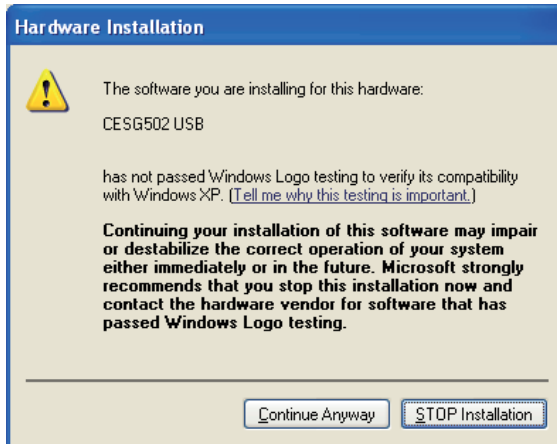 Hardware Installation
The software you are installing for this hardware:
CESG502 USB
has not passed Windows Logo testing to verify its compatibility
with Windows XP. (Tell me why this testing is important.)
Continuing your installation of this software may impair
or destabilize the correct operation of your system
either immediately or in the future. Microsoft strongly
recommends that you stop this installation now and
contact the hardware vendor for software that has
passed Windows Logo testing.
Continue Anyway
STOP Installation